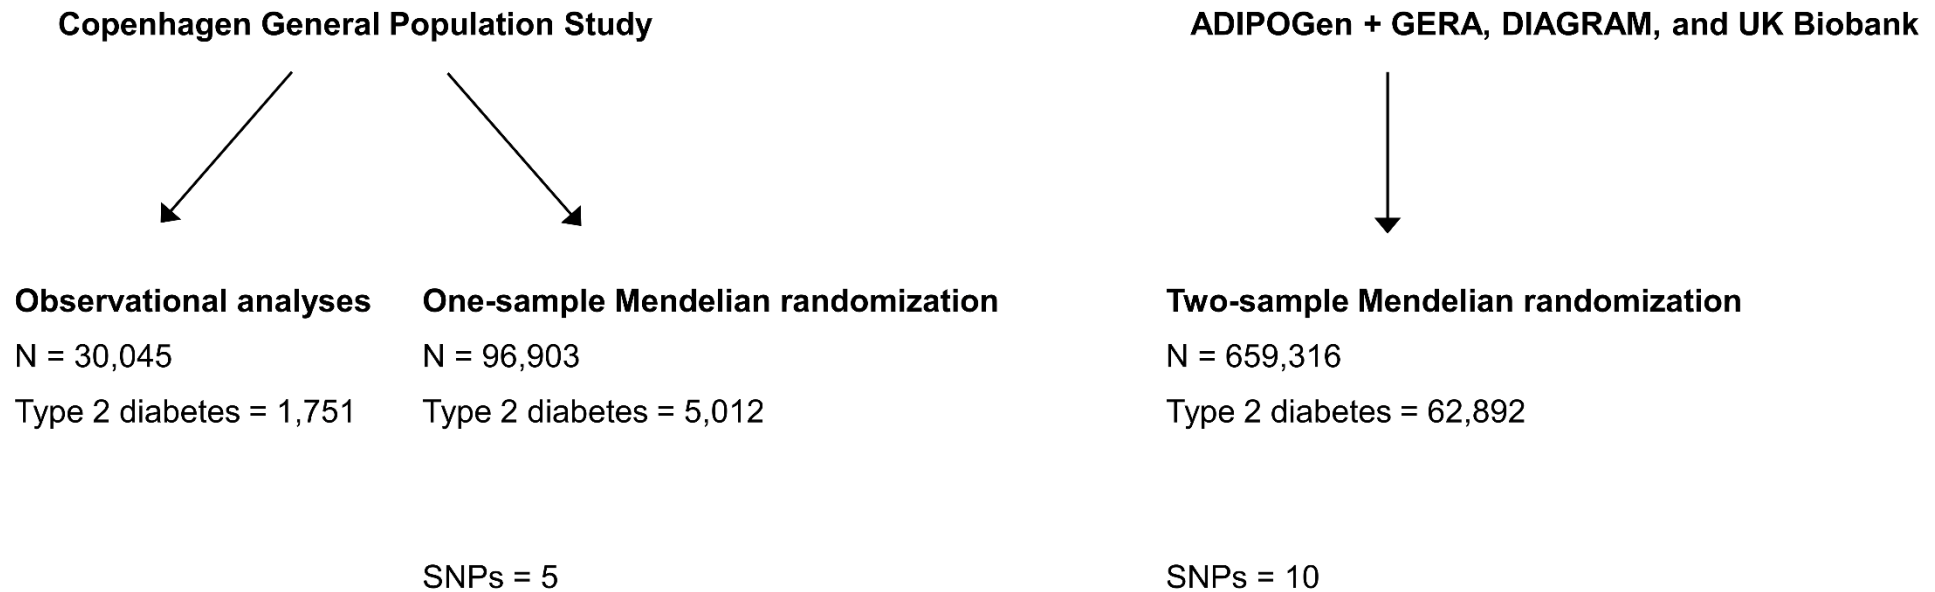 Copenhagen General Population Study
ADIPOGen + GERA, DIAGRAM, and UK Biobank
Observational analyses
N = 30,045
Type 2 diabetes = 1,751
One-sample Mendelian randomization
N = 96,903
Type 2 diabetes = 5,012
SNPs = 5
Two-sample Mendelian randomization
N = 659,316
Type 2 diabetes = 62,892
SNPs = 10